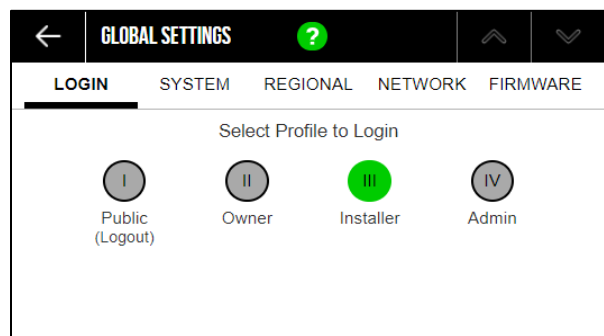 GLOBAL SETTINGS ?
LOGIN SYSTEM REGIONAL NETWORK FIRMWARE
Select Profile to Login
I II III IV
Public Owner Installer Admin
(Logout)